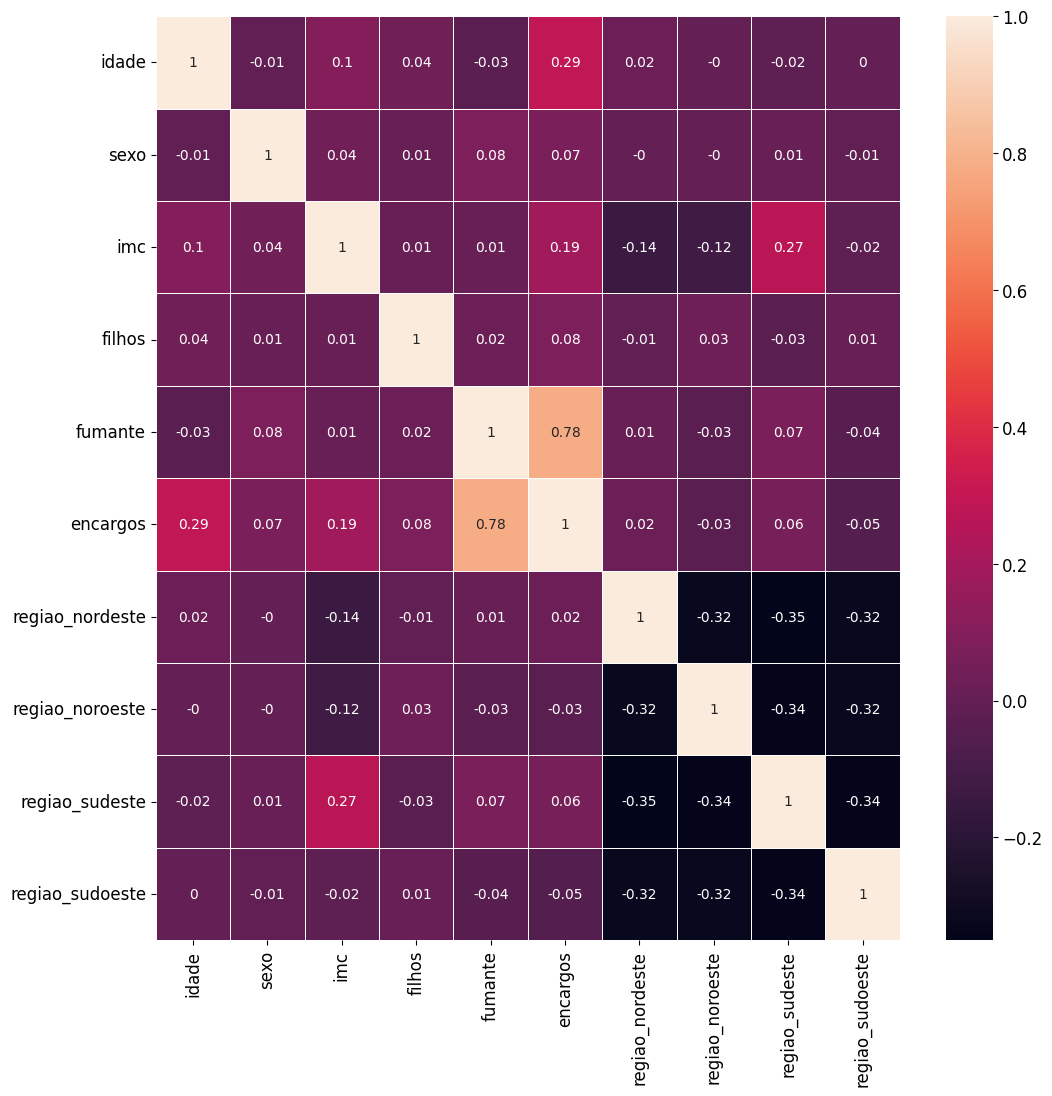 idade 1 -0.01 0.1 0.04 -0.03 0.29 0.02 -0 -0.02 0
sexo -0.01 1 0.04 0.01 0.08 0.07 -0 -0 0.01 -0.01
imc 0.1 0.04 1 0.01 0.01 0.19 -0.14 -0.12 0.27 -0.02
filhos 0.04 0.01 0.01 1 0.02 0.08 -0.01 0.03 -0.03 0.01
fumante -0.03 0.08 0.01 0.02 1 0.78 0.01 -0.03 0.07 -0.04
encargos 0.29 0.07 0.19 0.08 0.78 1 0.02 -0.03 0.06 -0.05
regiao_nordeste 0.02 -0 -0.14 -0.01 0.01 0.02 1 -0.32 -0.35 -0.32
regiao_noroeste -0 -0 -0.12 0.03 -0.03 -0.03 -0.32 1 -0.34 -0.32
regiao_sudeste -0.02 0.01 0.27 -0.03 0.07 0.06 -0.35 -0.34 1 -0.34
regiao_sudoeste 0 -0.01 -0.02 0.01 -0.04 -0.05 -0.32 -0.32 -0.34 1
idade
sexo
imc
filhos
fumante
encargos
regiao_nordeste
regiao_noroeste
regiao_sudeste
regiao_sudoeste
1.0
0.8
0.6
0.4
0.2
0.0
−0.2